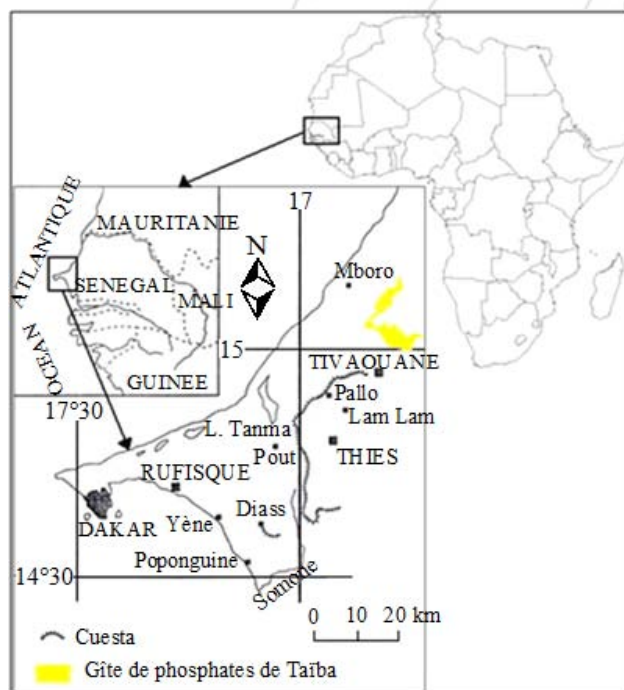 ATLANTIQUE
OCEAN
MAURITANIE
SENEGAL
MALI
GUINEE
N
17
Mboro
15
TIVAOUANE
17°30
Pallo
Lam Lam
L. Tanma
Pout
THIES
RUFISQUE
DAKAR
Yène
Diass
Poponguine
Somone
14°30
0 10 20 km
Cuesta
Gîte de phosphates de Taïba